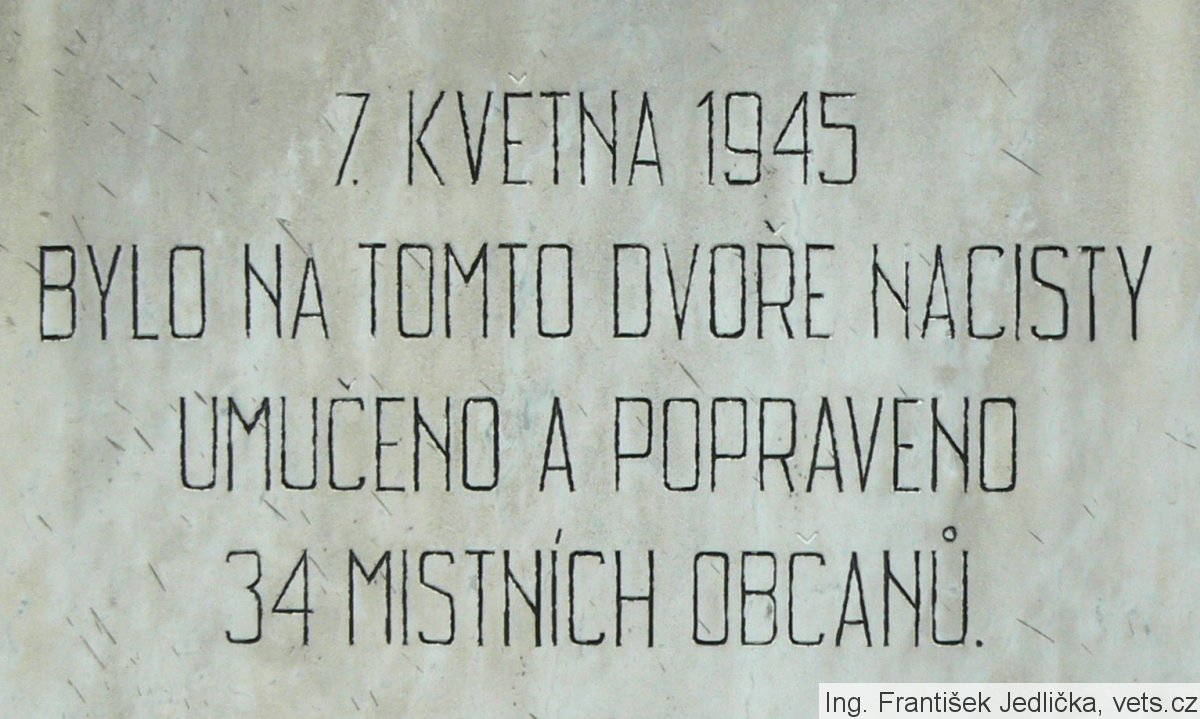 7. KVĚTNA 1945
BYLO NA TOMTO DVOŘE NACISTY
UMUČENO A POPRAVENO
34 MISTNÍCH OBČANŮ.
Ing. František Jedlička, vets.cz